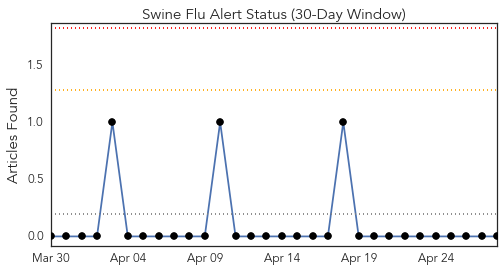 Swine Flu Alert Status (30-Day Window)
Articles Found
1.5
1.0
0.5
0.0
Mar 30 Apr 04 Apr 09 Apr 14 Apr 19 Apr 24